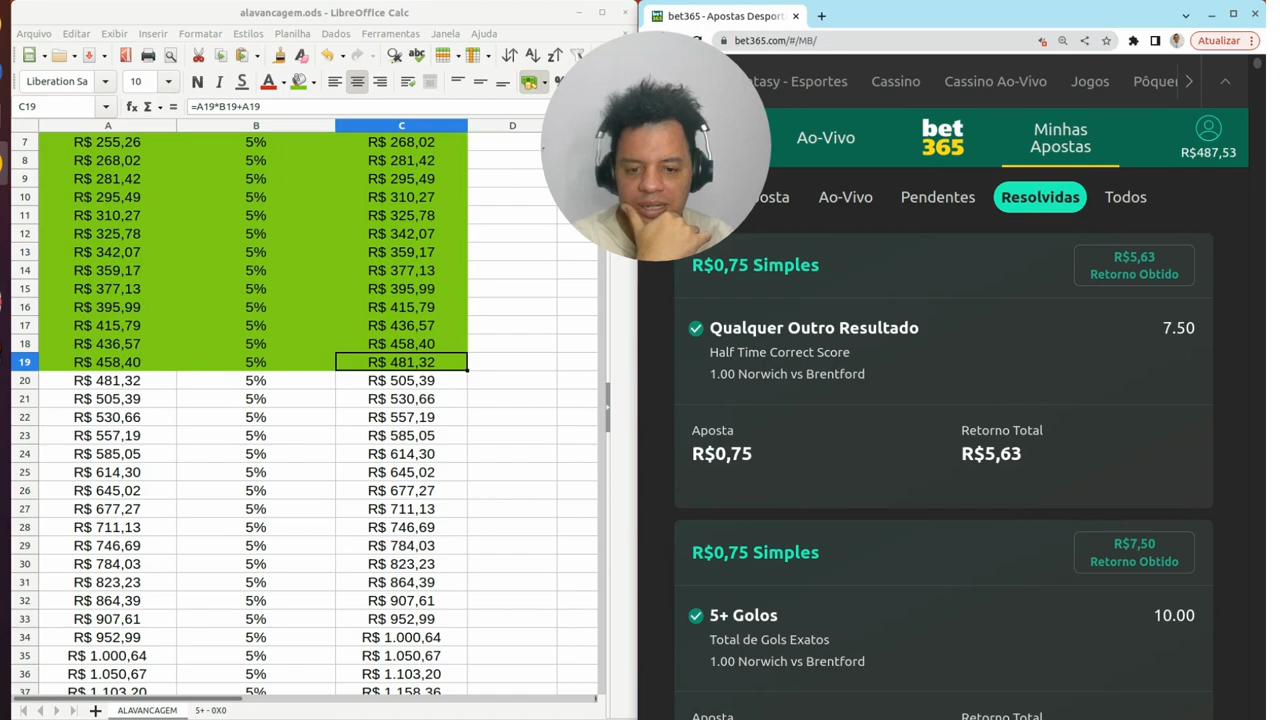 alavancagem.ods - LibreOffice Calc
Arquivo Editar Exibir Inserir Formatar Estilos Planilha Dados Ferramentas Janela Ajuda
Liberation Sa 10
C19 =A19*B19+A19
A B C D
7 R$ 255,26 5% R$ 268,02
8 R$ 268,02 5% R$ 281,42
9 R$ 281,42 5% R$ 295,49
10 R$ 295,49 5% R$ 310,27
11 R$ 310,27 5% R$ 325,78
12 R$ 325,78 5% R$ 342,07
13 R$ 342,07 5% R$ 359,17
14 R$ 359,17 5% R$ 377,13
15 R$ 377,13 5% R$ 395,99
16 R$ 395,99 5% R$ 415,79
17 R$ 415,79 5% R$ 436,57
18 R$ 436,57 5% R$ 458,40
19 R$ 458,40 5% R$ 481,32
20 R$ 481,32 5% R$ 505,39
21 R$ 505,39 5% R$ 530,66
22 R$ 530,66 5% R$ 557,19
23 R$ 557,19 5% R$ 585,05
24 R$ 585,05 5% R$ 614,30
25 R$ 614,30 5% R$ 645,02
26 R$ 645,02 5% R$ 677,27
27 R$ 677,27 5% R$ 711,13
28 R$ 711,13 5% R$ 746,69
29 R$ 746,69 5% R$ 784,03
30 R$ 784,03 5% R$ 823,23
31 R$ 823,23 5% R$ 864,39
32 R$ 864,39 5% R$ 907,61
33 R$ 907,61 5% R$ 952,99
34 R$ 952,99 5% R$ 1.000,64
35 R$ 1.000,64 5% R$ 1.050,67
36 R$ 1.050,67 5% R$ 1.103,20
37 R$ 1.103,20 5% R$ 1.158,36
ALAVANCAGEM 5+ - 0X0
bet365 - Apostas Desport
bet365.com/#/MB/
Atualizar
Esportes Cassino Cassino Ao-Vivo Jogos Pôquer
Ao-Vivo
bet
365
Minhas
Apostas
R$487,53
Ao-Vivo Pendentes Resolvidas Todos
R$0,75 Simples
R$5,63
Retorno Obtido
Qualquer Outro Resultado 7.50
Half Time Correct Score
1.00 Norwich vs Brentford
Aposta Retorno Total
R$0,75 R$5,63
R$0,75 Simples
R$7,50
Retorno Obtido
5+ Golos 10.00
Total de Gols Exatos
1.00 Norwich vs Brentford
Aposta Retorno Total